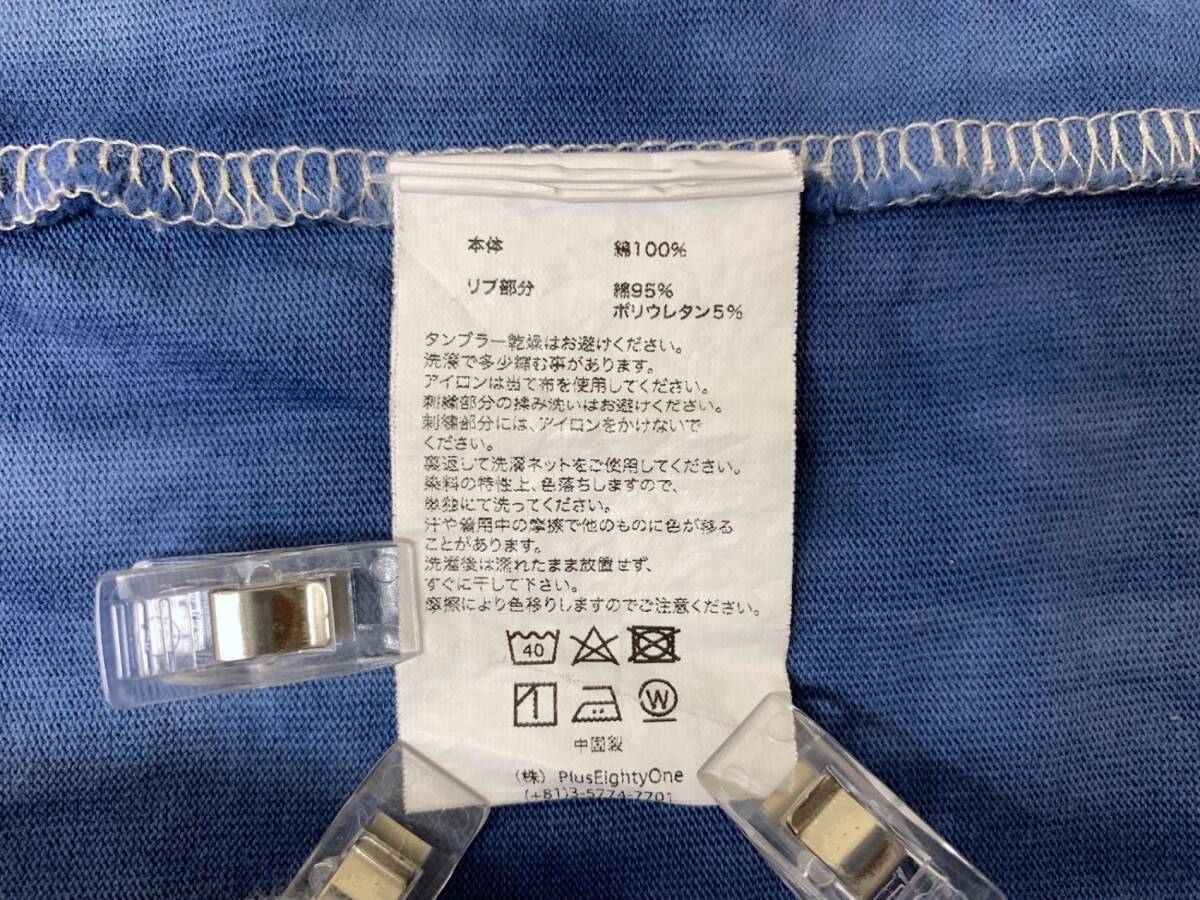 本体 綿100%
リブ部分 綿95%
ポリウレタン5%
タンブラー乾燥はお避けください。
洗濯で多少縮む事があります。
アイロンは当て布を使用してください。
刺繍部分の揉み洗いはお避けください。
刺繍部分には、アイロンをかけないで
ください。
裏返して洗濯ネットをご使用してください。
染料の特性上、色落ちしますので、
単独にて洗ってください。
汗や着用中の摩擦で他のものに色が移る
ことがあります。
洗濯後は濡れたまま放置せず、
すぐに干して下さい。
摩擦により色移りしますのでご注意ください。
40
W
中国製
(株) PlusEightyOne
(+81)3-5774-7701